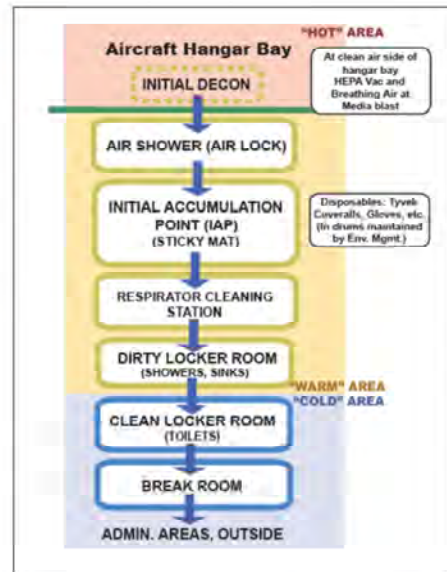 "HOT" AREA
Aircraft Hangar Bay
INITIAL DECON
At clean air side of
hangar bay
HEPA Vac and
Breathing Air at
Media blast
AIR SHOWER (AIR LOCK)
INITIAL ACCUMULATION
POINT (IAP)
(STICKY MAT)
Disposables: Tyvek
Coveralls, Gloves, etc.
(In drums maintained
by Env. Mgmt.)
RESPIRATOR CLEANING
STATION
DIRTY LOCKER ROOM
(SHOWERS, SINKS)
"WARM" AREA
"COLD" AREA
CLEAN LOCKER ROOM
(TOILETS)
BREAK ROOM
ADMIN. AREAS, OUTSIDE